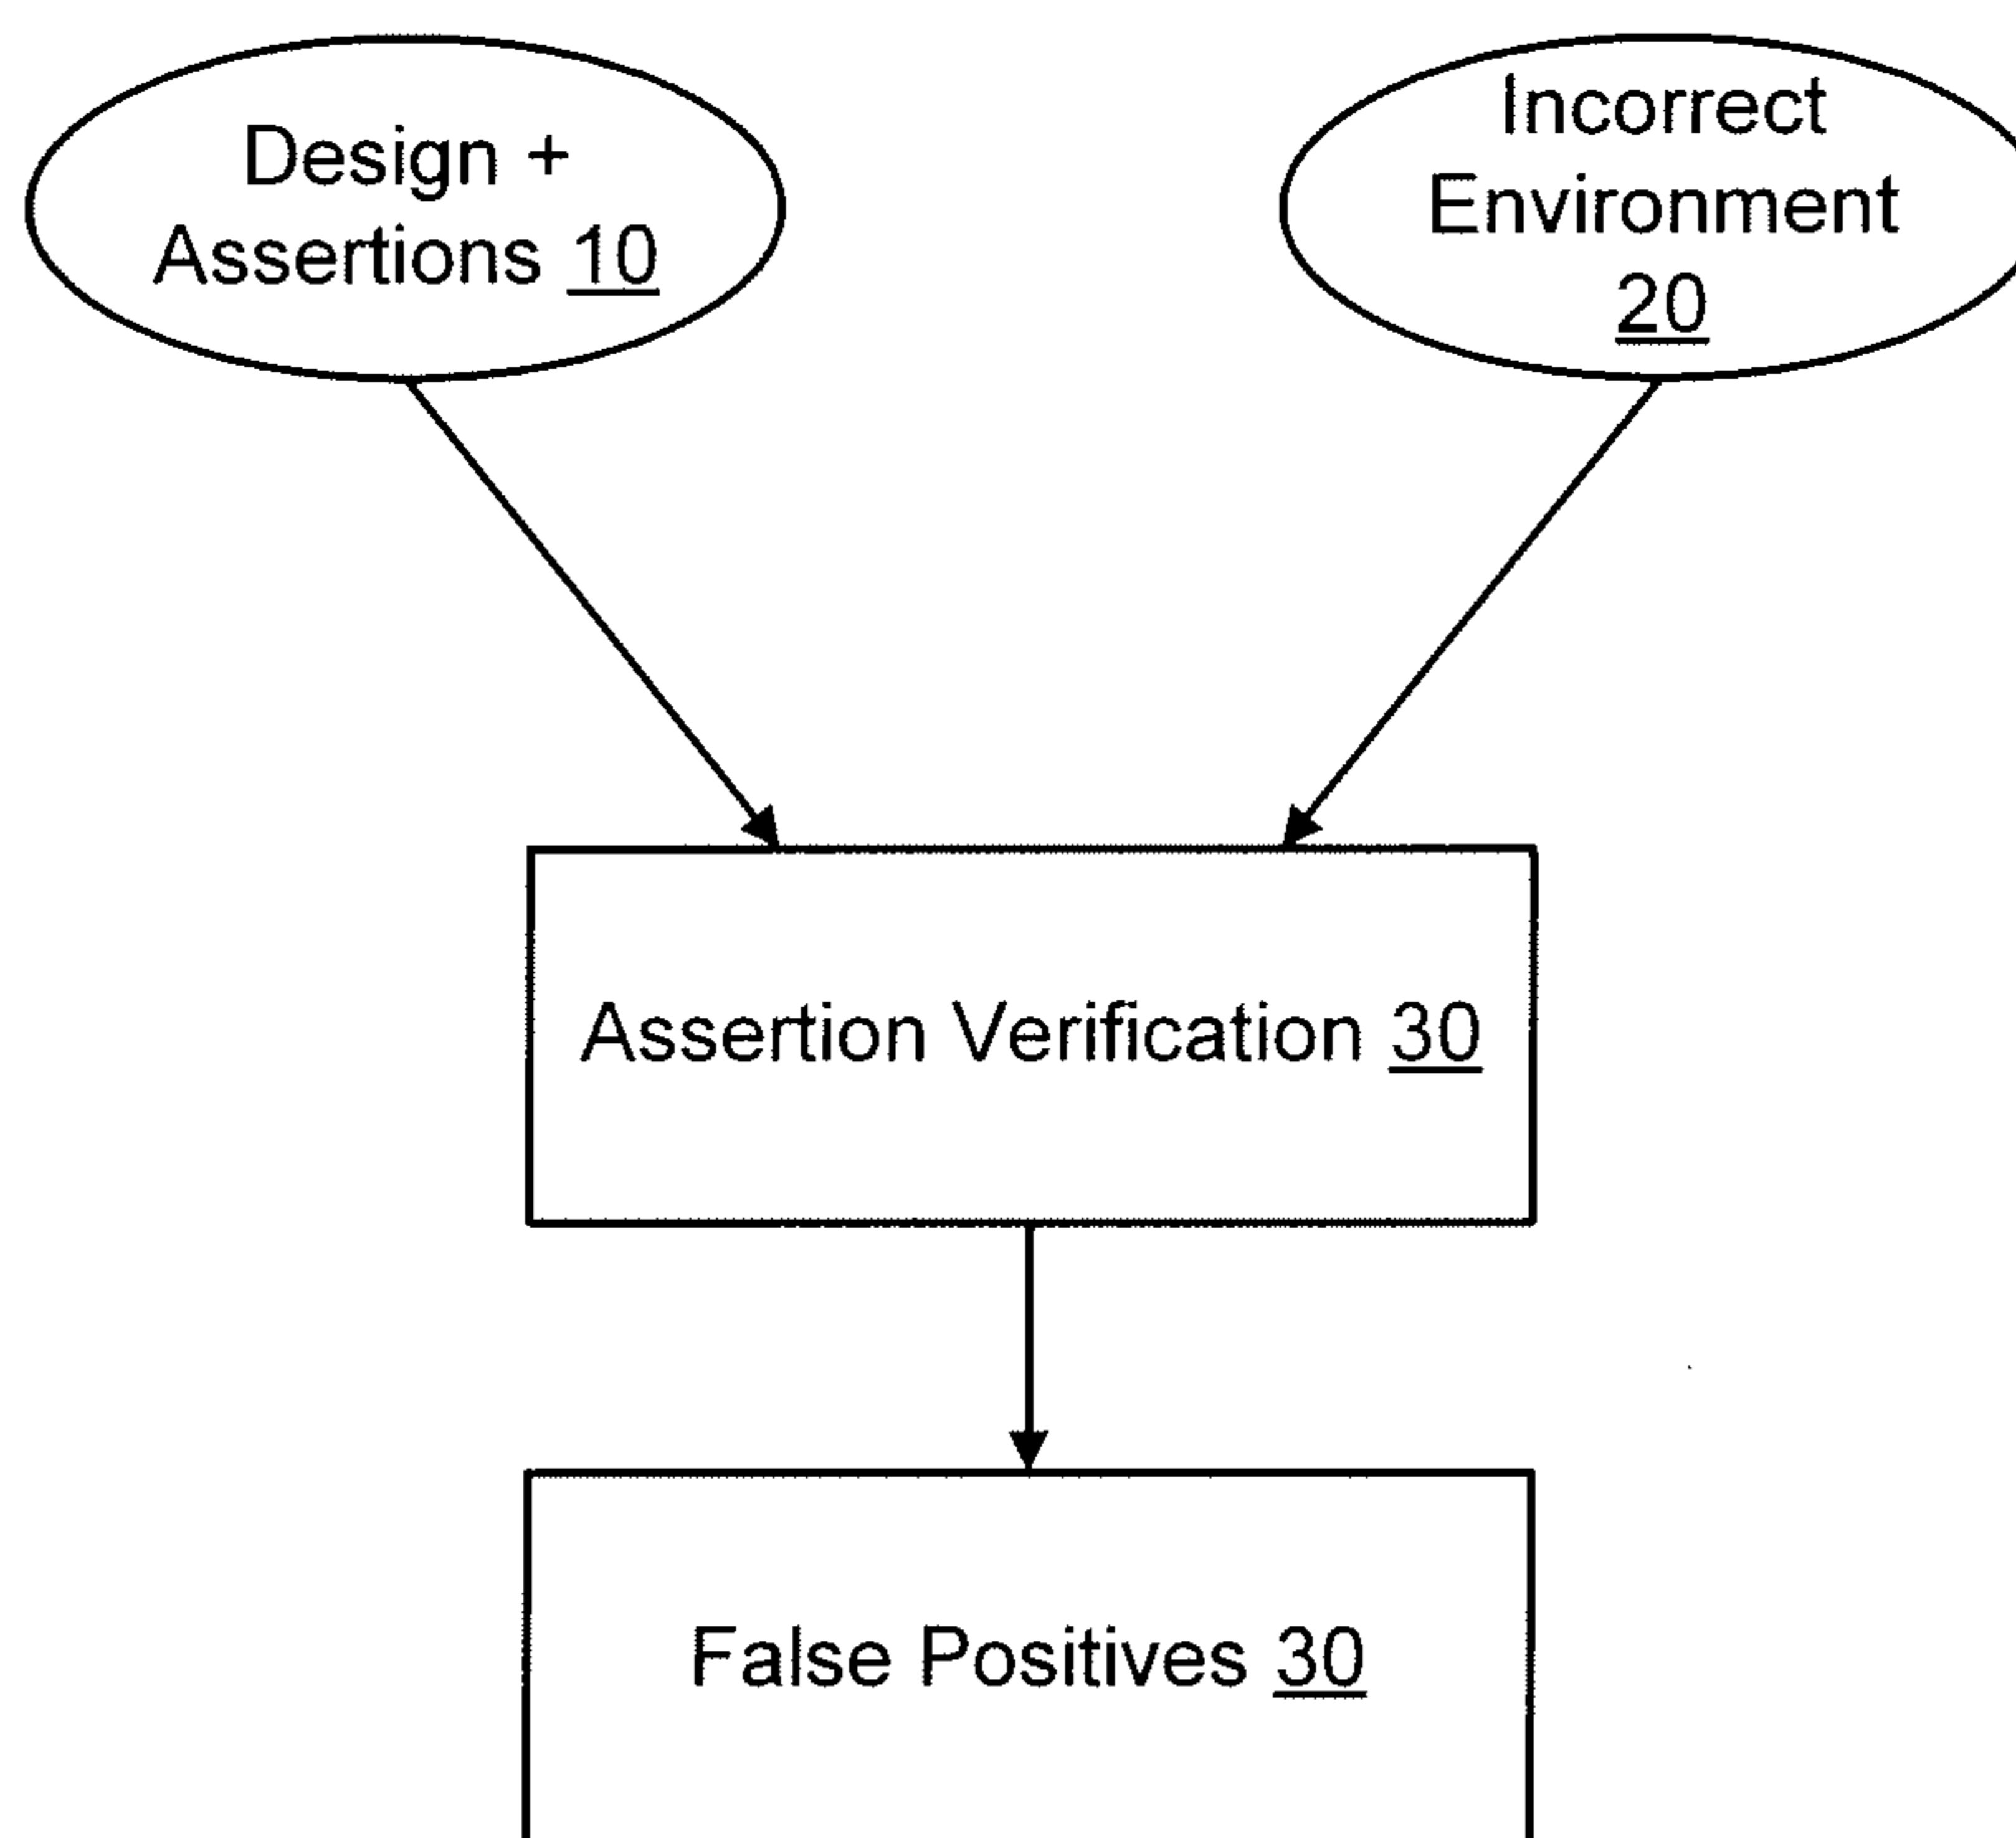 Design +
Assertions 10
Incorrect
Environment
20
Assertion Verification 30
False Positives 30